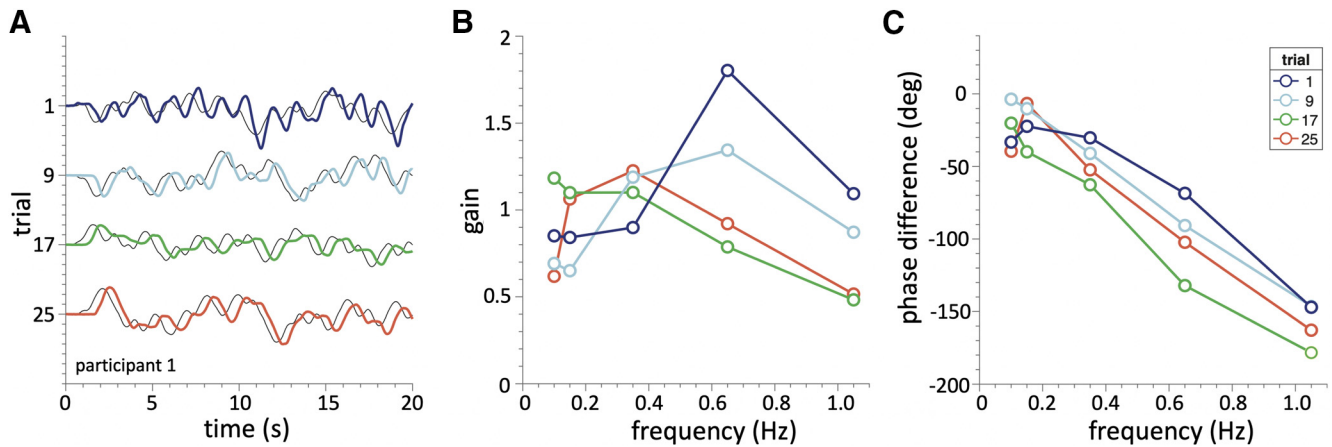 A
trial
1
9
17
25
participant 1
0 5 10 15 20
time (s)
B
gain
2
1.5
1
0.5
0
0 0.2 0.4 0.6 0.8 1.0
frequency (Hz)
C
phase difference (deg)
0
-50
-100
-150
-200
0 0.2 0.4 0.6 0.8 1.0
frequency (Hz)
trial
1
9
17
25